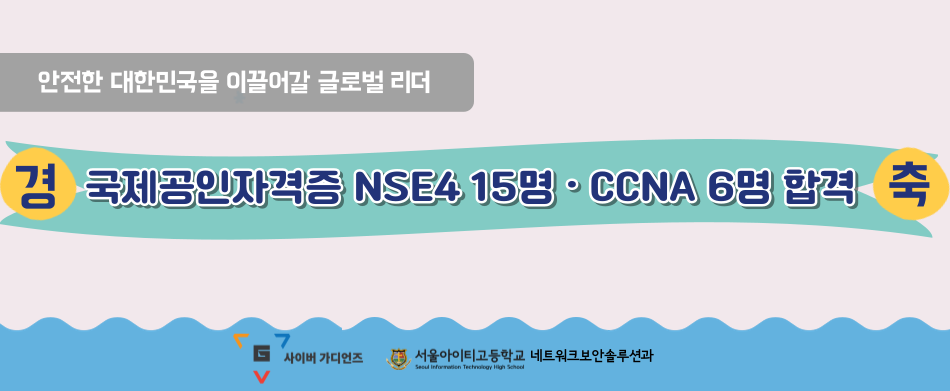 안전한 대한민국을 이끌어갈 글로벌 리더
경 국제공인자격증 NSE4 15명 · CCNA 6명 합격 축
G 사이버 가디언즈
서울아이티고등학교 네트워크보안솔루션과
Seoul Information Technology High School